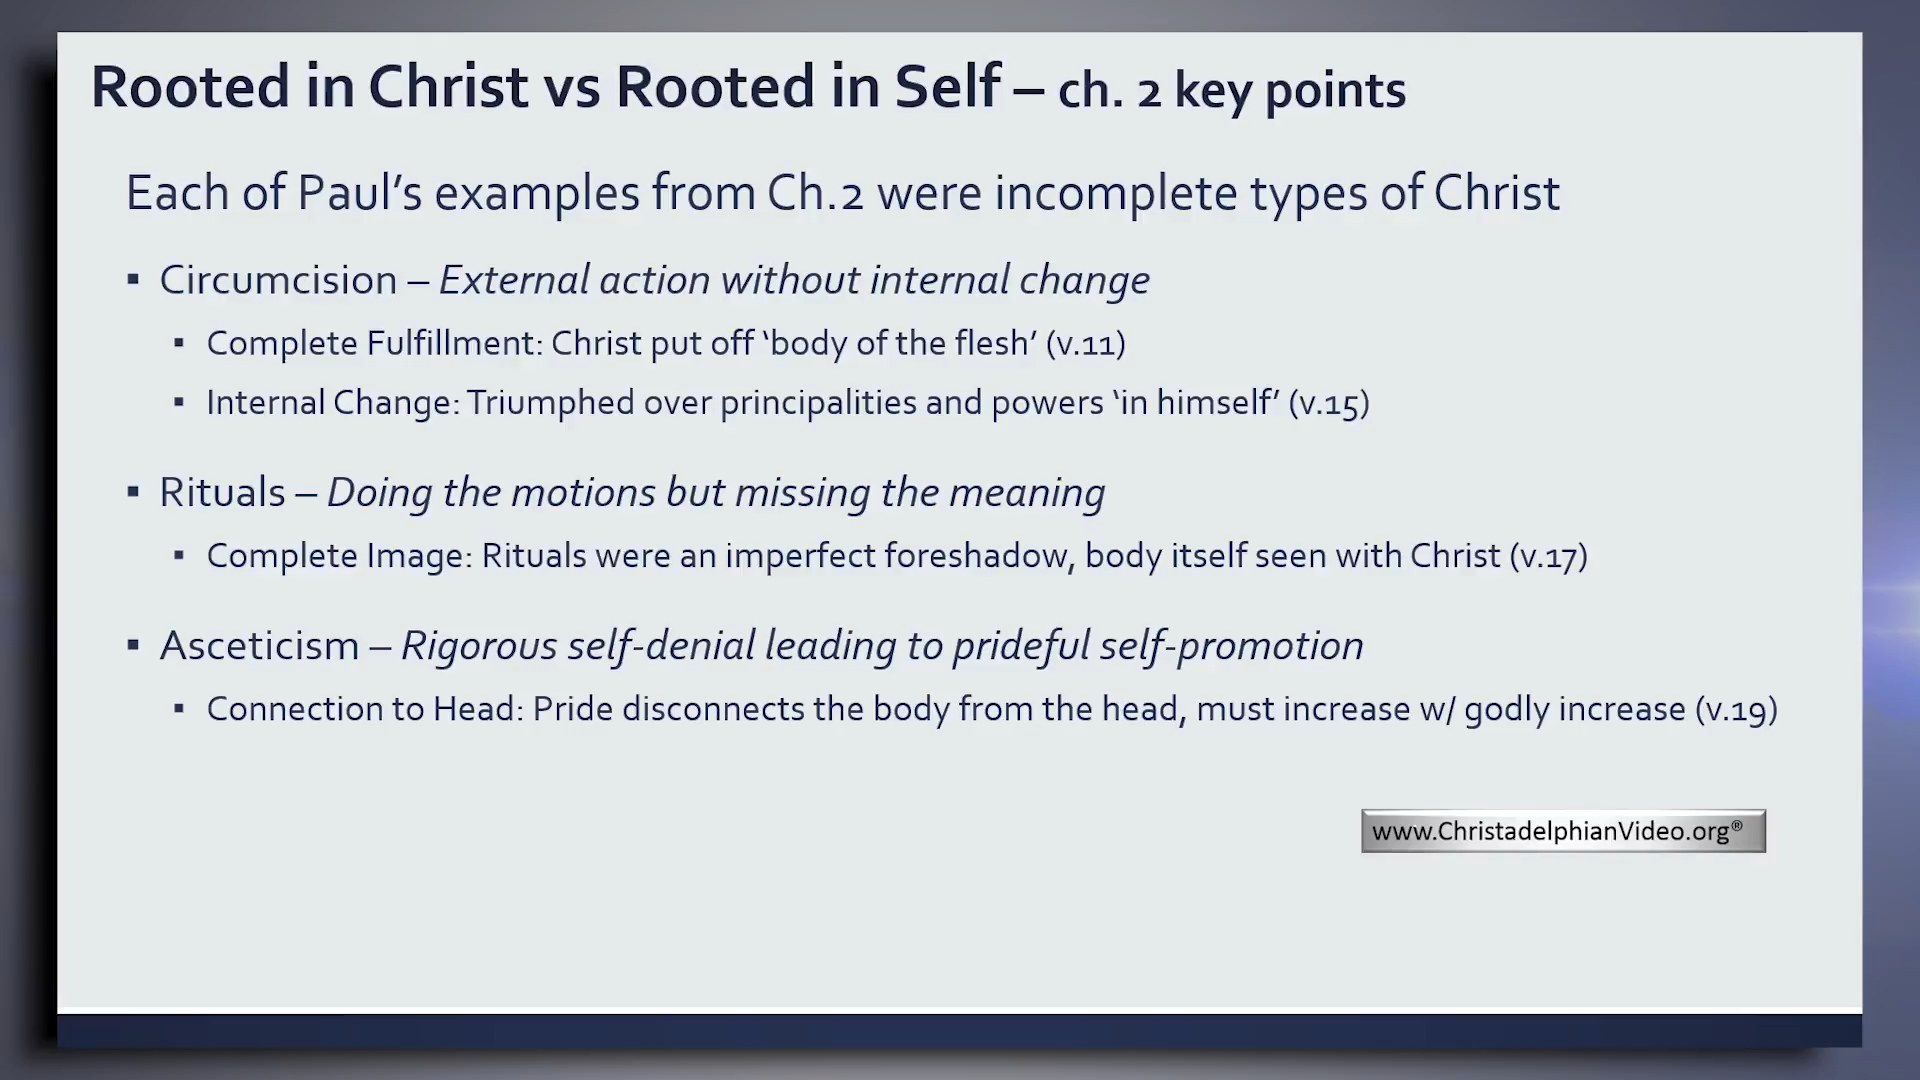 Rooted in Christ vs Rooted in Self – ch. 2 key points
Each of Paul’s examples from Ch.2 were incomplete types of Christ
▪ Circumcision – External action without internal change
▪ Complete Fulfillment: Christ put off ‘body of the flesh’ (v.11)
▪ Internal Change: Triumphed over principalities and powers ‘in himself’ (v.15)
▪ Rituals – Doing the motions but missing the meaning
▪ Complete Image: Rituals were an imperfect foreshadow, body itself seen with Christ (v.17)
▪ Asceticism – Rigorous self-denial leading to prideful self-promotion
▪ Connection to Head: Pride disconnects the body from the head, must increase w/ godly increase (v.19)
www.ChristadelphianVideo.org®